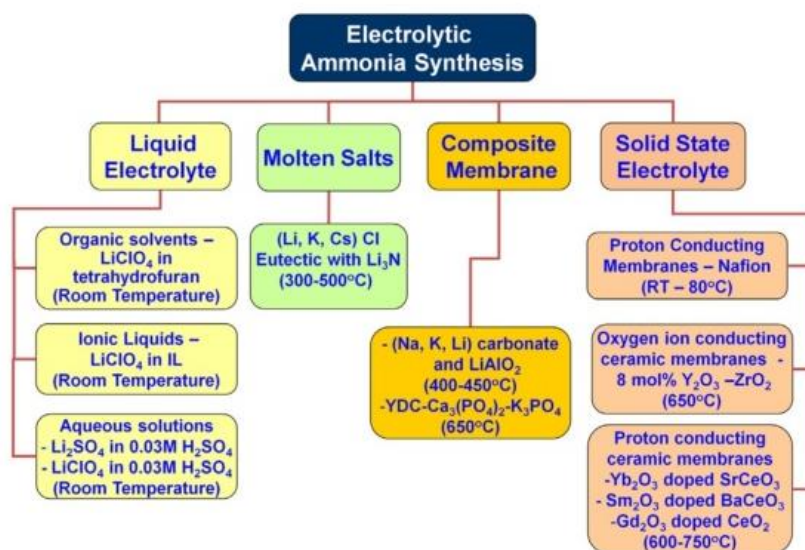 Electrolytic
Ammonia Synthesis
Liquid
Electrolyte
Molten Salts
Composite
Membrane
Solid State
Electrolyte
Organic solvents –
LiClO₄ in
tetrahydrofuran
(Room Temperature)
Ionic Liquids –
LiClO₄ in IL
(Room Temperature)
Aqueous solutions
- Li₂SO₄ in 0.03M H₂SO₄
- LiClO₄ in 0.03M H₂SO₄
(Room Temperature)
(Li, K, Cs) Cl
Eutectic with Li₃N
(300-500°C)
- (Na, K, Li) carbonate
and LiAlO₂
(400-450°C)
-YDC-Ca₃(PO₄)₂-K₃PO₄
(650°C)
Proton Conducting
Membranes – Nafion
(RT – 80°C)
Oxygen ion conducting
ceramic membranes -
8 mol% Y₂O₃ –ZrO₂
(650°C)
Proton conducting
ceramic membranes
-Yb₂O₃ doped SrCeO₃
- Sm₂O₃ doped BaCeO₃
-Gd₂O₃ doped CeO₂
(600-750°C)